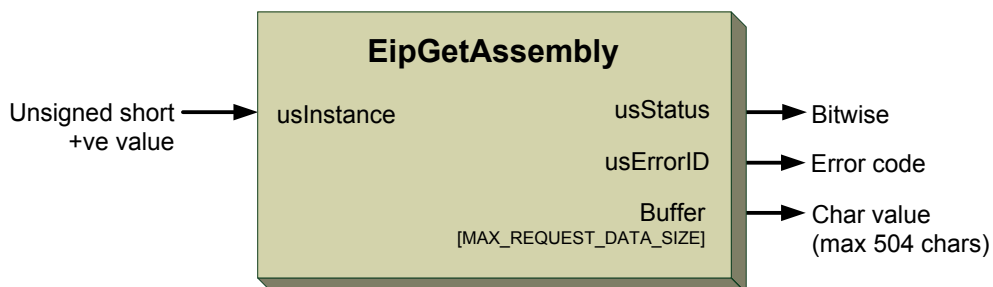 EipGetAssembly
Unsigned short
+ve value
usInstance
usStatus
Bitwise
usErrorID
Error code
Buffer
[MAX_REQUEST_DATA_SIZE]
Char value
(max 504 chars)